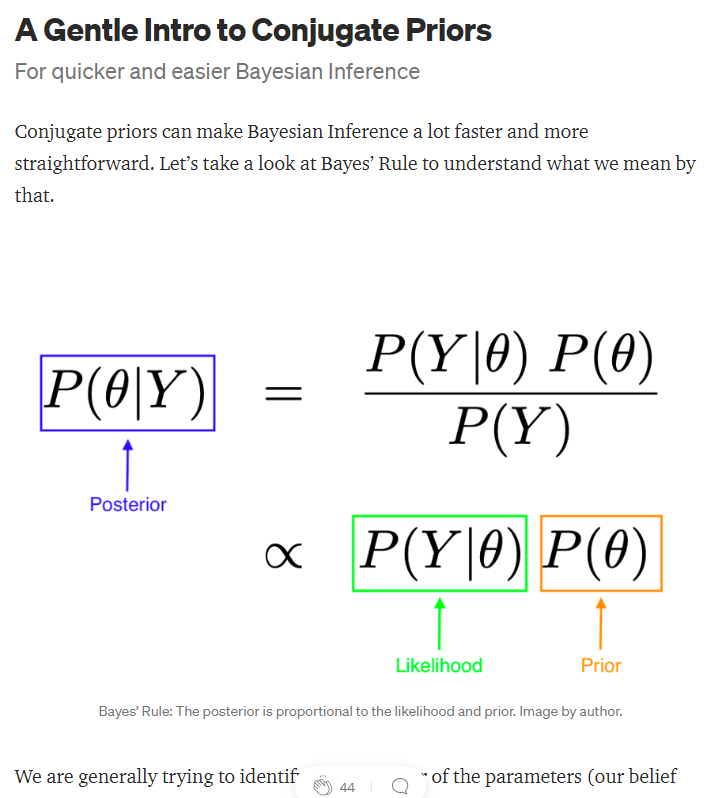 A Gentle Intro to Conjugate Priors
For quicker and easier Bayesian Inference
Conjugate priors can make Bayesian Inference a lot faster and more
straightforward. Let’s take a look at Bayes’ Rule to understand what we mean by
that.
P(θ|Y) = P(Y|θ) P(θ)
P(Y)
Posterior
∝ P(Y|θ) P(θ)
Likelihood Prior
Bayes’ Rule: The posterior is proportional to the likelihood and prior. Image by author.
We are generally trying to of the parameters (our belief
44